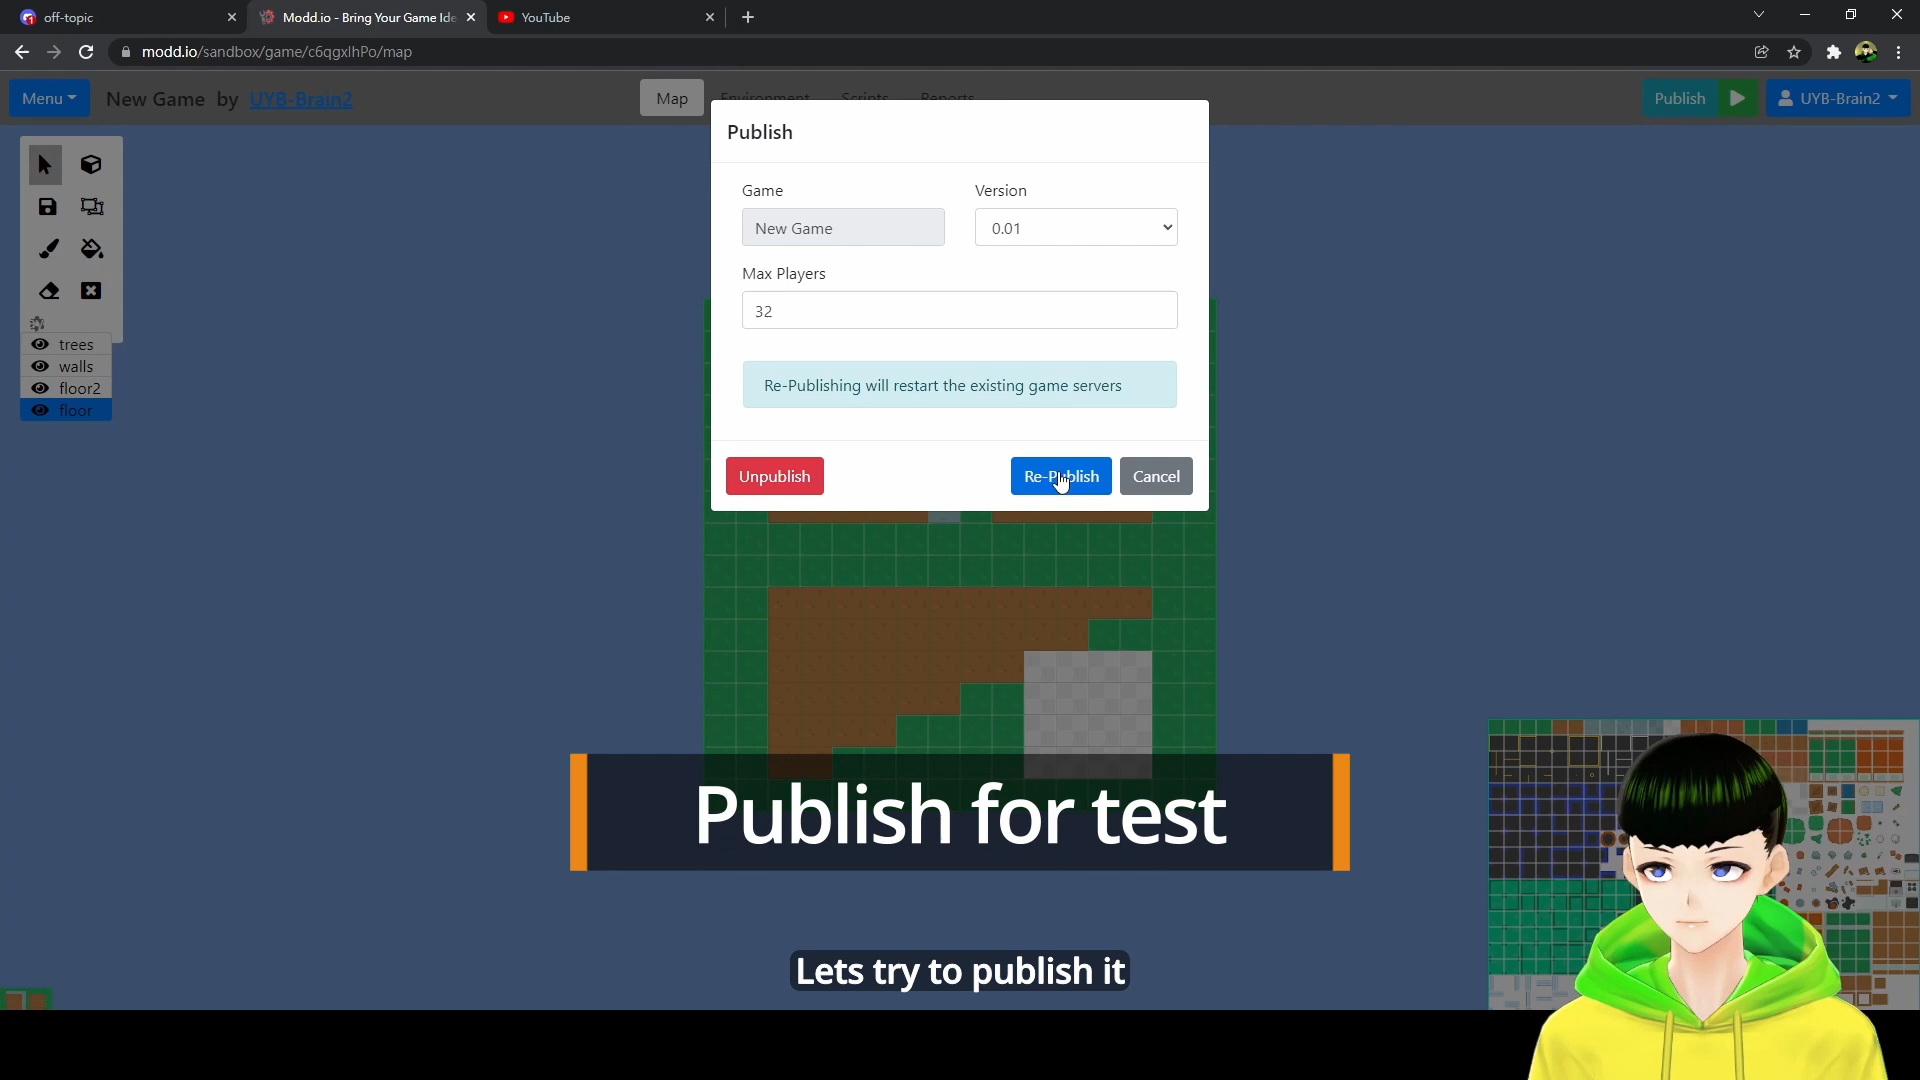 off-topic
Modd.io - Bring Your Game Ide
YouTube
modd.io/sandbox/game/c6qgxlhPo/map
Menu
New Game by UYB-Brain2
Map
Environment
Scripts
Reports
Publish
UYB-Brain2
Publish
Game
Version
New Game
0.01
Max Players
32
Re-Publishing will restart the existing game servers
Unpublish
Re-Publish
Cancel
trees
walls
floor2
floor
Publish for test
Lets try to publish it